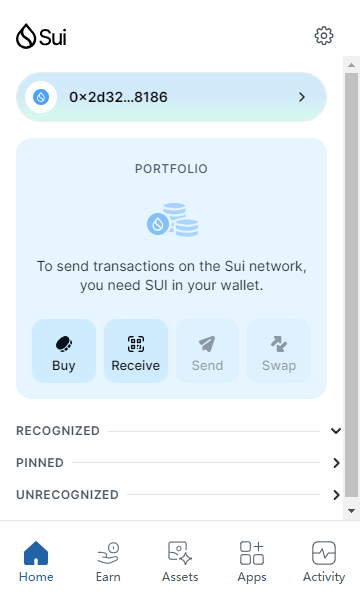 Sui
0×2d32...8186
PORTFOLIO
To send transactions on the Sui network,
you need SUI in your wallet.
Buy
Receive
Send
Swap
RECOGNIZED
PINNED
UNRECOGNIZED
Home
Earn
Assets
Apps
Activity